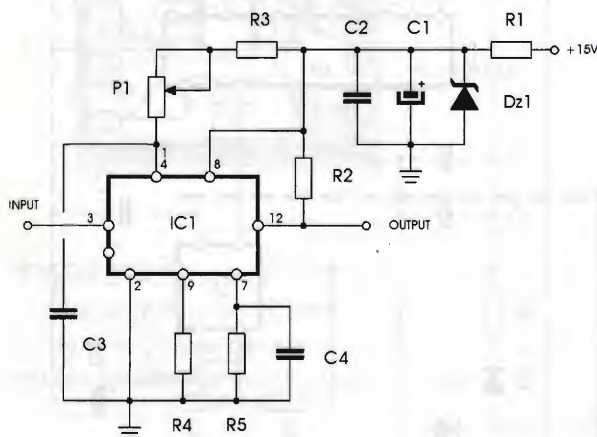 R3
C2
C1
R1
+15V
P1
+
Dz1
1
4
8
R2
INPUT
3
IC1
12
OUTPUT
2
9
7
C3
C4
R4
R5